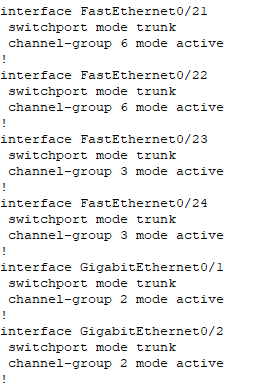 interface FastEthernet0/21
 switchport mode trunk
 channel-group 6 mode active
!
interface FastEthernet0/22
 switchport mode trunk
 channel-group 6 mode active
!
interface FastEthernet0/23
 switchport mode trunk
 channel-group 3 mode active
!
interface FastEthernet0/24
 switchport mode trunk
 channel-group 3 mode active
!
interface GigabitEthernet0/1
 switchport mode trunk
 channel-group 2 mode active
!
interface GigabitEthernet0/2
 switchport mode trunk
 channel-group 2 mode active
!